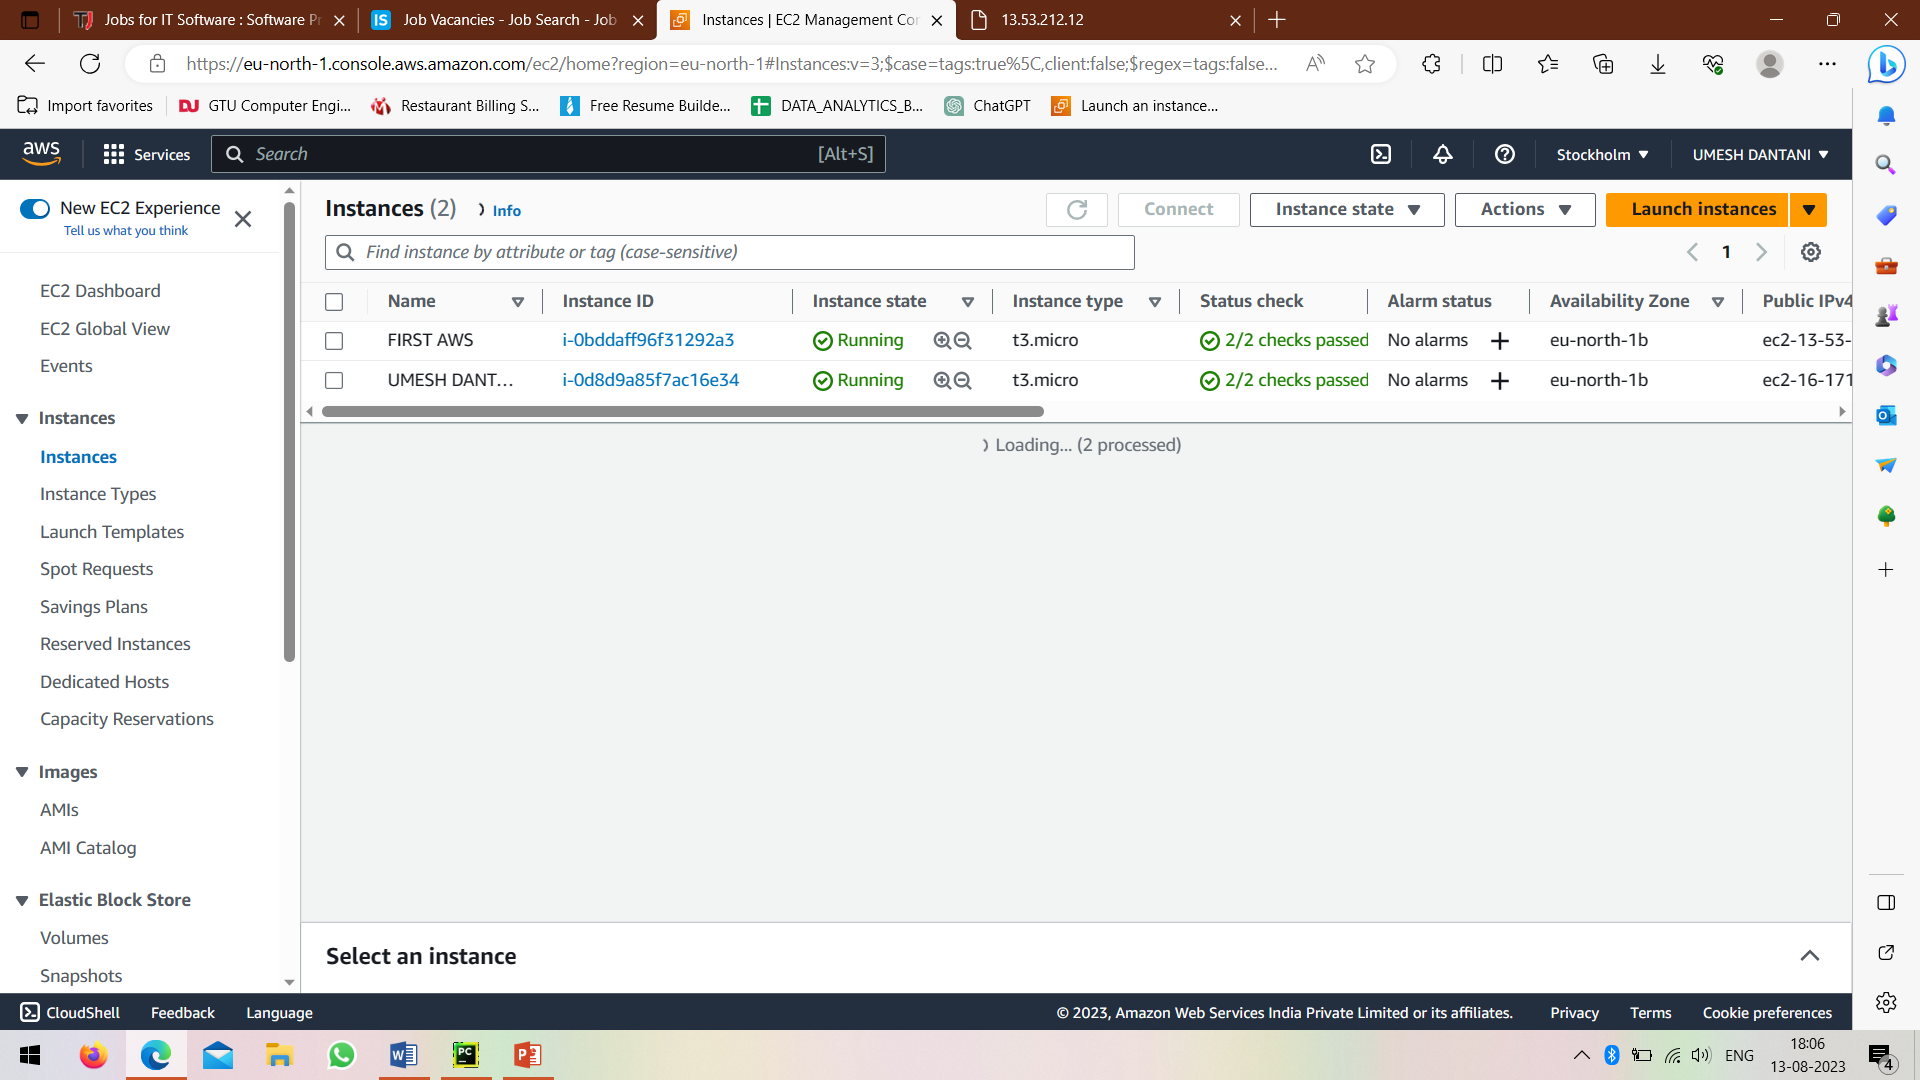 Jobs for IT Software : Software Pr
Job Vacancies - Job Search - Job
Instances | EC2 Management Con
13.53.212.12
https://eu-north-1.console.aws.amazon.com/ec2/home?region=eu-north-1#Instances:v=3;$case=tags:true%5C,client:false;$regex=tags:false...
Import favorites
GTU Computer Engi...
Restaurant Billing S...
Free Resume Builde...
DATA_ANALYTICS_B...
ChatGPT
Launch an instance...
aws
Services
Search
[Alt+S]
Stockholm
UMESH DANTANI
New EC2 Experience
Tell us what you think
EC2 Dashboard
EC2 Global View
Events
Instances
Instances
Instance Types
Launch Templates
Spot Requests
Savings Plans
Reserved Instances
Dedicated Hosts
Capacity Reservations
Images
AMIs
AMI Catalog
Elastic Block Store
Volumes
Snapshots
Instances (2) Info
Connect
Instance state
Actions
Launch instances
Find instance by attribute or tag (case-sensitive)
1
Name Instance ID Instance state Instance type Status check Alarm status Availability Zone Public IPv4
FIRST AWS i-0bddaff96f31292a3 Running t3.micro 2/2 checks passed No alarms eu-north-1b ec2-13-53-
UMESH DANT... i-0d8d9a85f7ac16e34 Running t3.micro 2/2 checks passed No alarms eu-north-1b ec2-16-171
Loading... (2 processed)
Select an instance
CloudShell Feedback Language
© 2023, Amazon Web Services India Private Limited or its affiliates. Privacy Terms Cookie preferences
ENG
18:06
13-08-2023
4